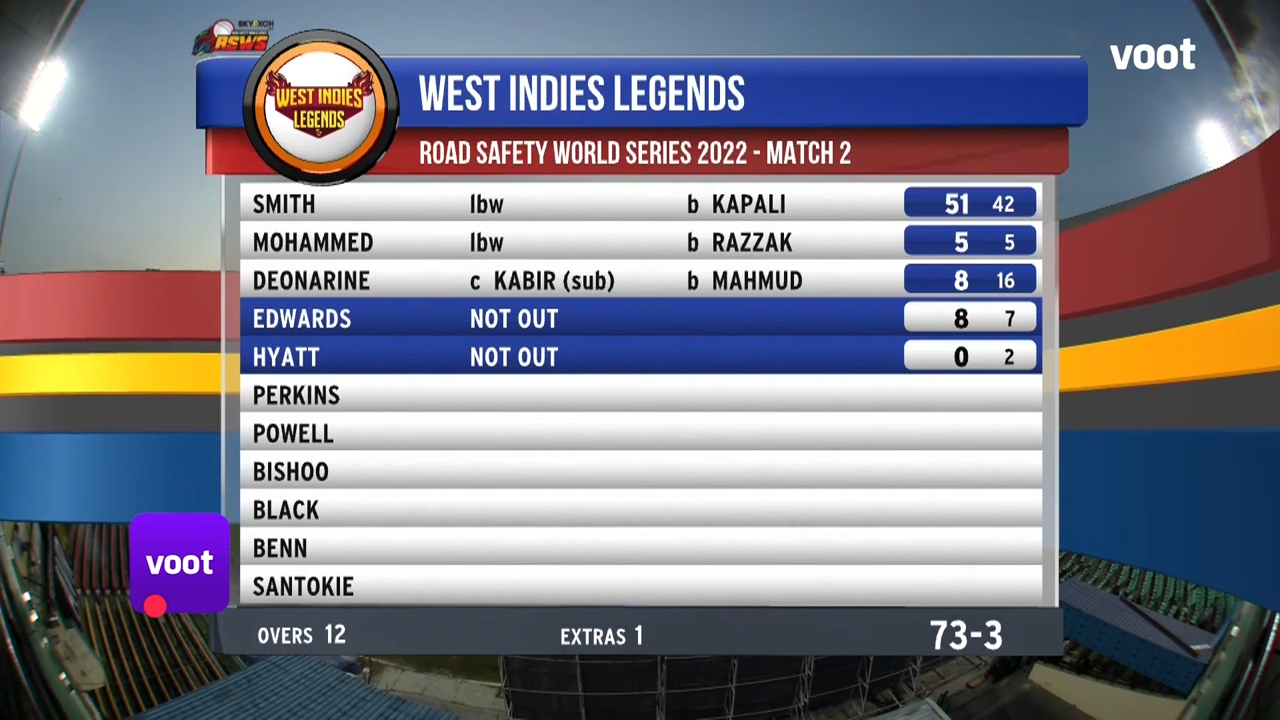 SKYEXCH
RSWS
voot
WEST INDIES
LEGENDS
WEST INDIES LEGENDS
ROAD SAFETY WORLD SERIES 2022 - MATCH 2
SMITH lbw b KAPALI 51 42
MOHAMMED lbw b RAZZAK 5 5
DEONARINE c KABIR (sub) b MAHMUD 8 16
EDWARDS NOT OUT 8 7
HYATT NOT OUT 0 2
PERKINS
POWELL
BISHOO
BLACK
BENN
SANTOKIE
voot
OVERS 12 EXTRAS 1 73-3